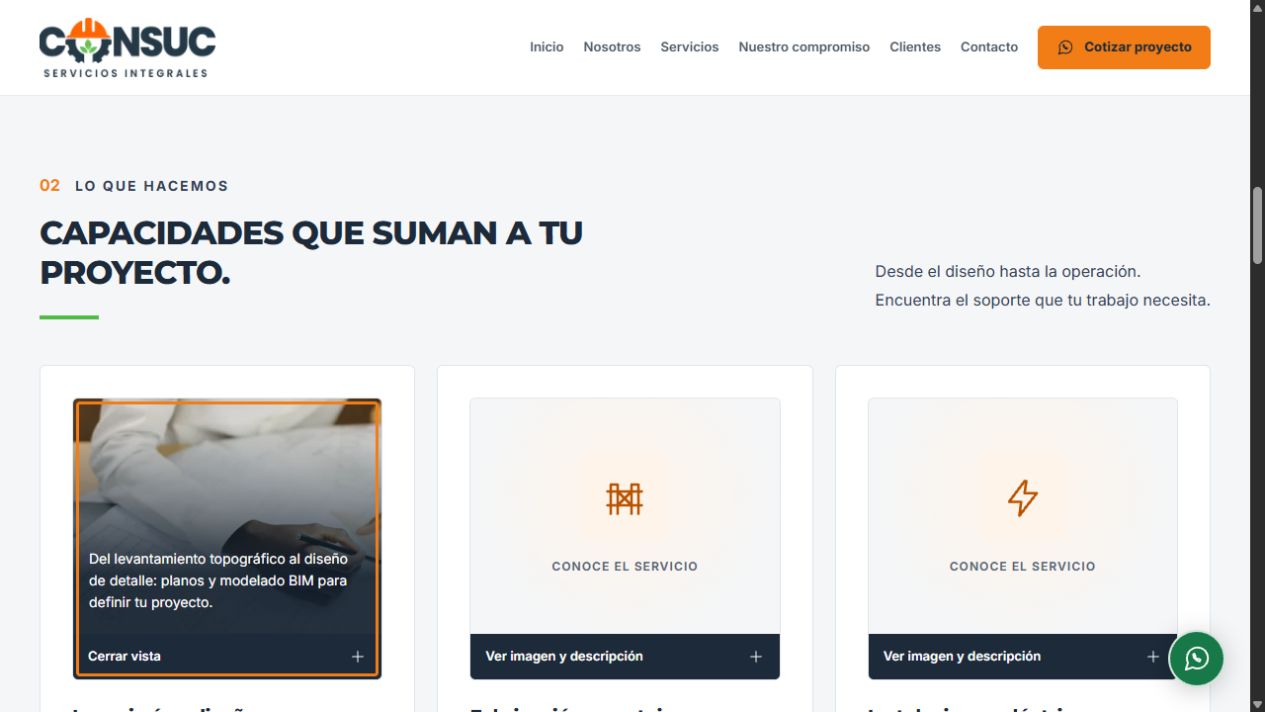 CONSUC
SERVICIOS INTEGRALES
Inicio
Nosotros
Servicios
Nuestro compromiso
Clientes
Contacto
Cotizar proyecto
02 LO QUE HACEMOS
CAPACIDADES QUE SUMAN A TU
PROYECTO.
Desde el diseño hasta la operación.
Encuentra el soporte que tu trabajo necesita.
Del levantamiento topográfico al diseño
de detalle: planos y modelado BIM para
definir tu proyecto.
Cerrar vista
CONOCE EL SERVICIO
Ver imagen y descripción
CONOCE EL SERVICIO
Ver imagen y descripción